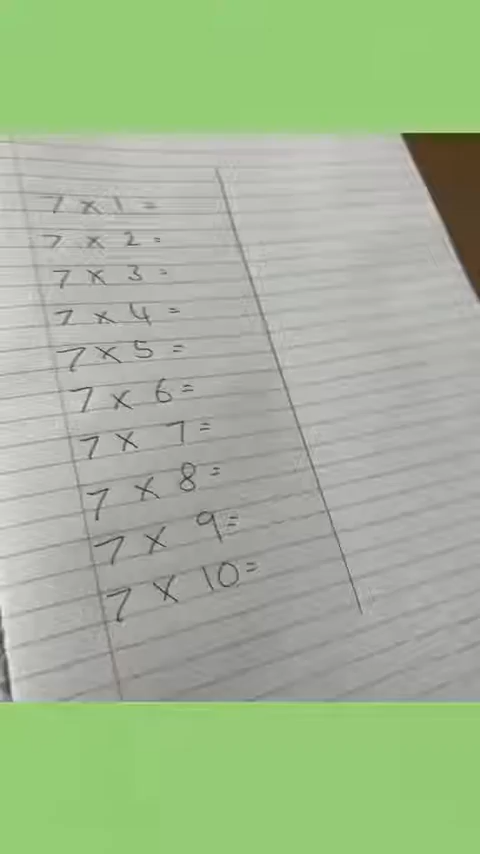 7 x 1 =
7 x 2 =
7 x 3 =
7 x 4 =
7 x 5 =
7 x 6 =
7 x 7 =
7 x 8 =
7 x 9 =
7 x 10 =